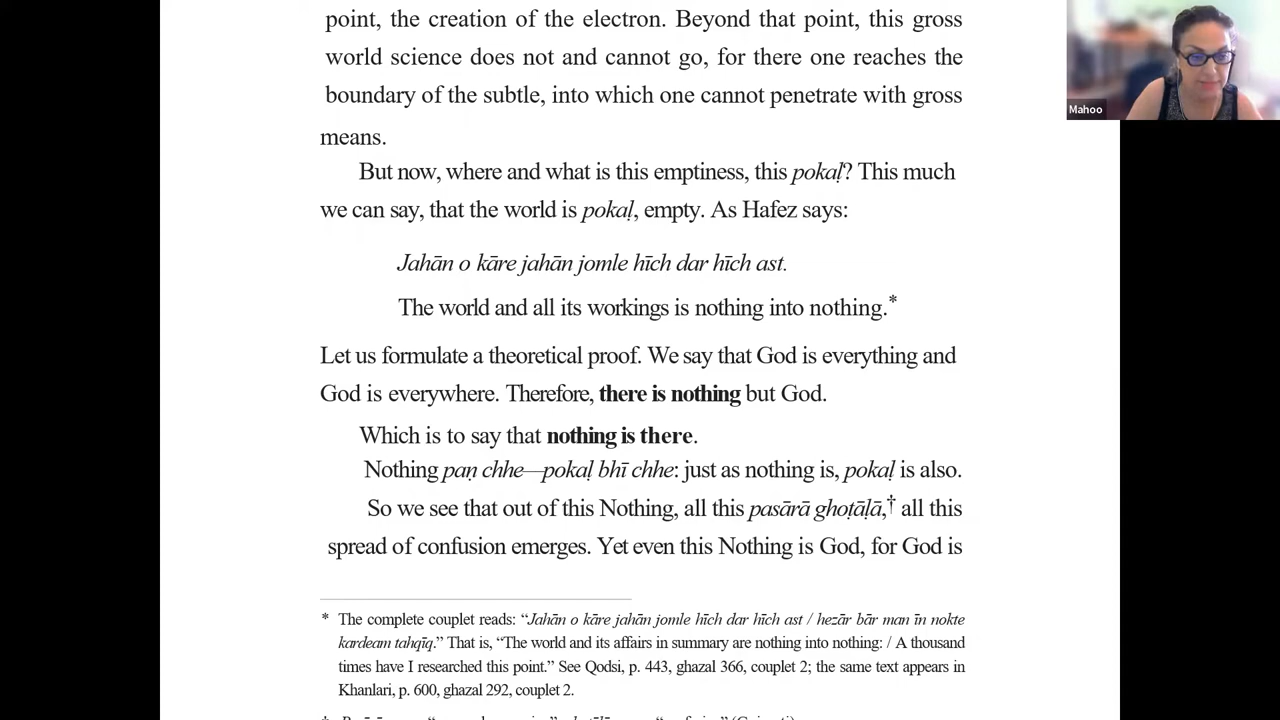 point, the creation of the electron. Beyond that point, this gross
world science does not and cannot go, for there one reaches the
boundary of the subtle, into which one cannot penetrate with gross
means.
But now, where and what is this emptiness, this pokaḷ? This much
we can say, that the world is pokaḷ, empty. As Hafez says:
Jahān o kāre jahān jomle hīch dar hīch ast.
The world and all its workings is nothing into nothing.*
Let us formulate a theoretical proof. We say that God is everything and
God is everywhere. Therefore, there is nothing but God.
Which is to say that nothing is there.
Nothing paṇ chhe—pokaḷ bhī chhe: just as nothing is, pokaḷ is also.
So we see that out of this Nothing, all this pasārā ghoṭāḷā,† all this
spread of confusion emerges. Yet even this Nothing is God, for God is
* The complete couplet reads: “Jahān o kāre jahān jomle hīch dar hīch ast / hezār bār man īn nokte
kardeam tahqīq.” That is, “The world and its affairs in summary are nothing into nothing: / A thousand
times have I researched this point.” See Qodsi, p. 443, ghazal 366, couplet 2; the same text appears in
Khanlari, p. 600, ghazal 292, couplet 2.
Mahoo